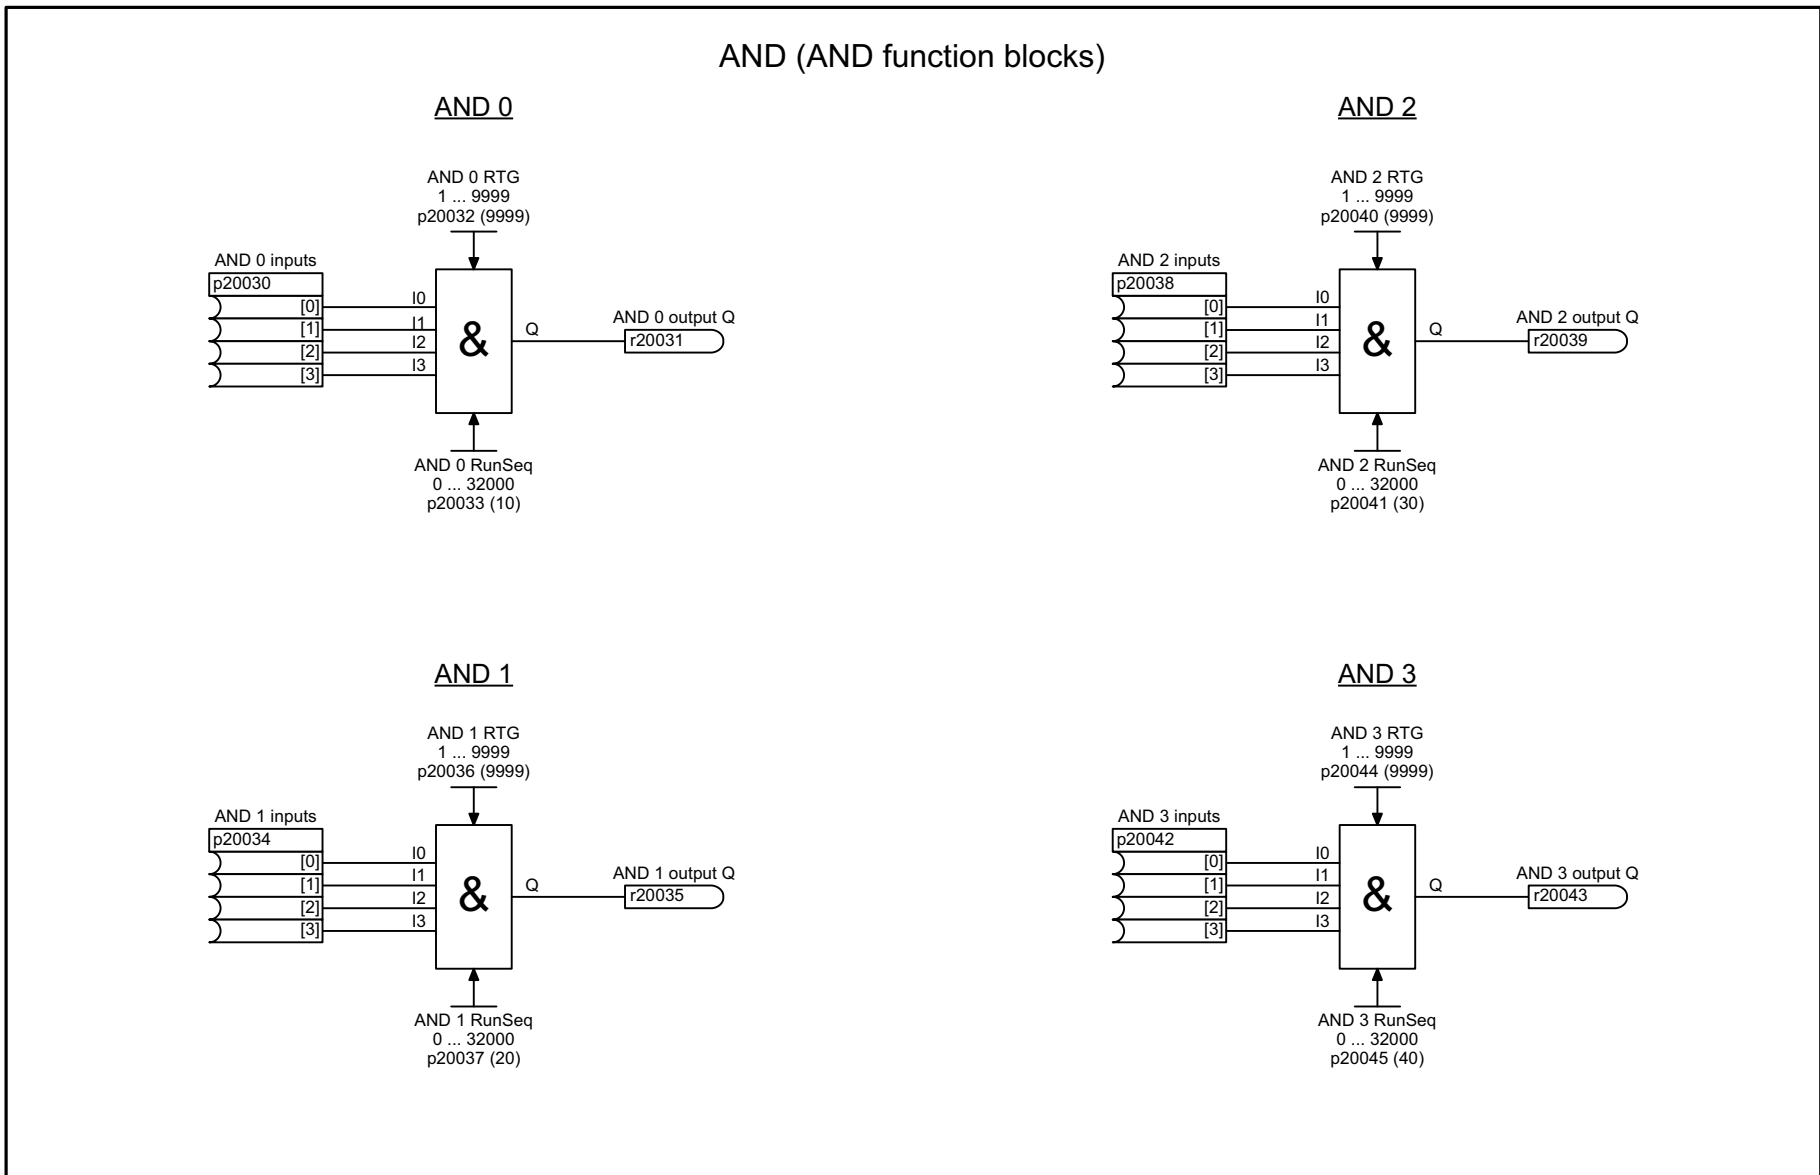 AND (AND function blocks)
AND 0
AND 0 RTG
1 ... 9999
p20032 (9999)
AND 0 inputs
p20030
[0]
[1]
[2]
[3]
I0
I1
I2
I3
&
Q
AND 0 output Q
r20031
AND 0 RunSeq
0 ... 32000
p20033 (10)
AND 2
AND 2 RTG
1 ... 9999
p20040 (9999)
AND 2 inputs
p20038
[0]
[1]
[2]
[3]
I0
I1
I2
I3
&
Q
AND 2 output Q
r20039
AND 2 RunSeq
0 ... 32000
p20041 (30)
AND 1
AND 1 RTG
1 ... 9999
p20036 (9999)
AND 1 inputs
p20034
[0]
[1]
[2]
[3]
I0
I1
I2
I3
&
Q
AND 1 output Q
r20035
AND 1 RunSeq
0 ... 32000
p20037 (20)
AND 3
AND 3 RTG
1 ... 9999
p20044 (9999)
AND 3 inputs
p20042
[0]
[1]
[2]
[3]
I0
I1
I2
I3
&
Q
AND 3 output Q
r20043
AND 3 RunSeq
0 ... 32000
p20045 (40)